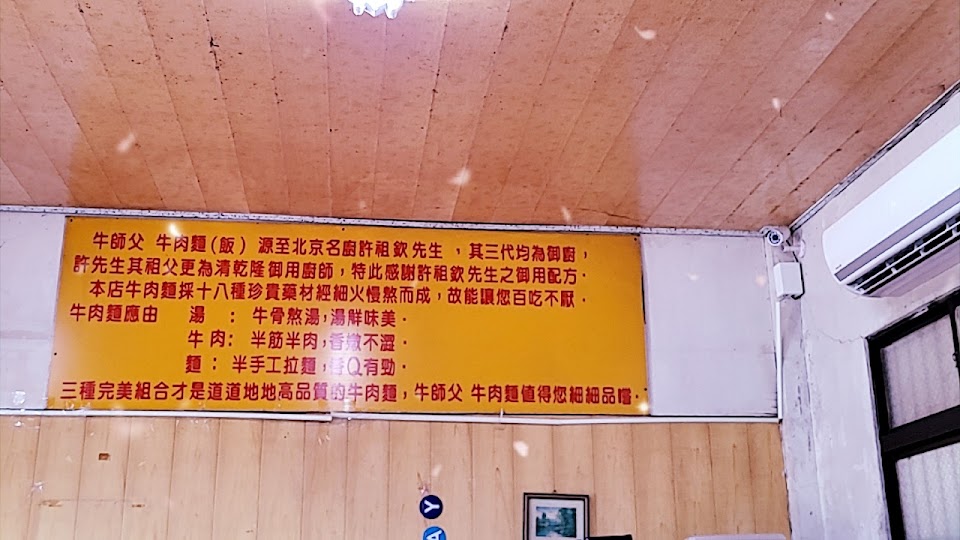 牛師父 牛肉麵(飯) 源至北京名廚許祖欽先生，其三代均為御廚，
許先生其祖父更為清乾隆御用廚師，特此感謝許祖欽先生之御用配方．
本店牛肉麵採十八種珍貴藥材經細火慢熬而成，故能讓您百吃不厭．
牛肉麵應由 湯 : 牛骨熬湯，湯鮮味美．
牛肉: 半筋半肉，香嫩不澀．
麵 : 半手工拉麵，香Q有勁．
三種完美組合才是道道地地高品質的牛肉麵，牛師父 牛肉麵值得您細細品嚐．
Y
A